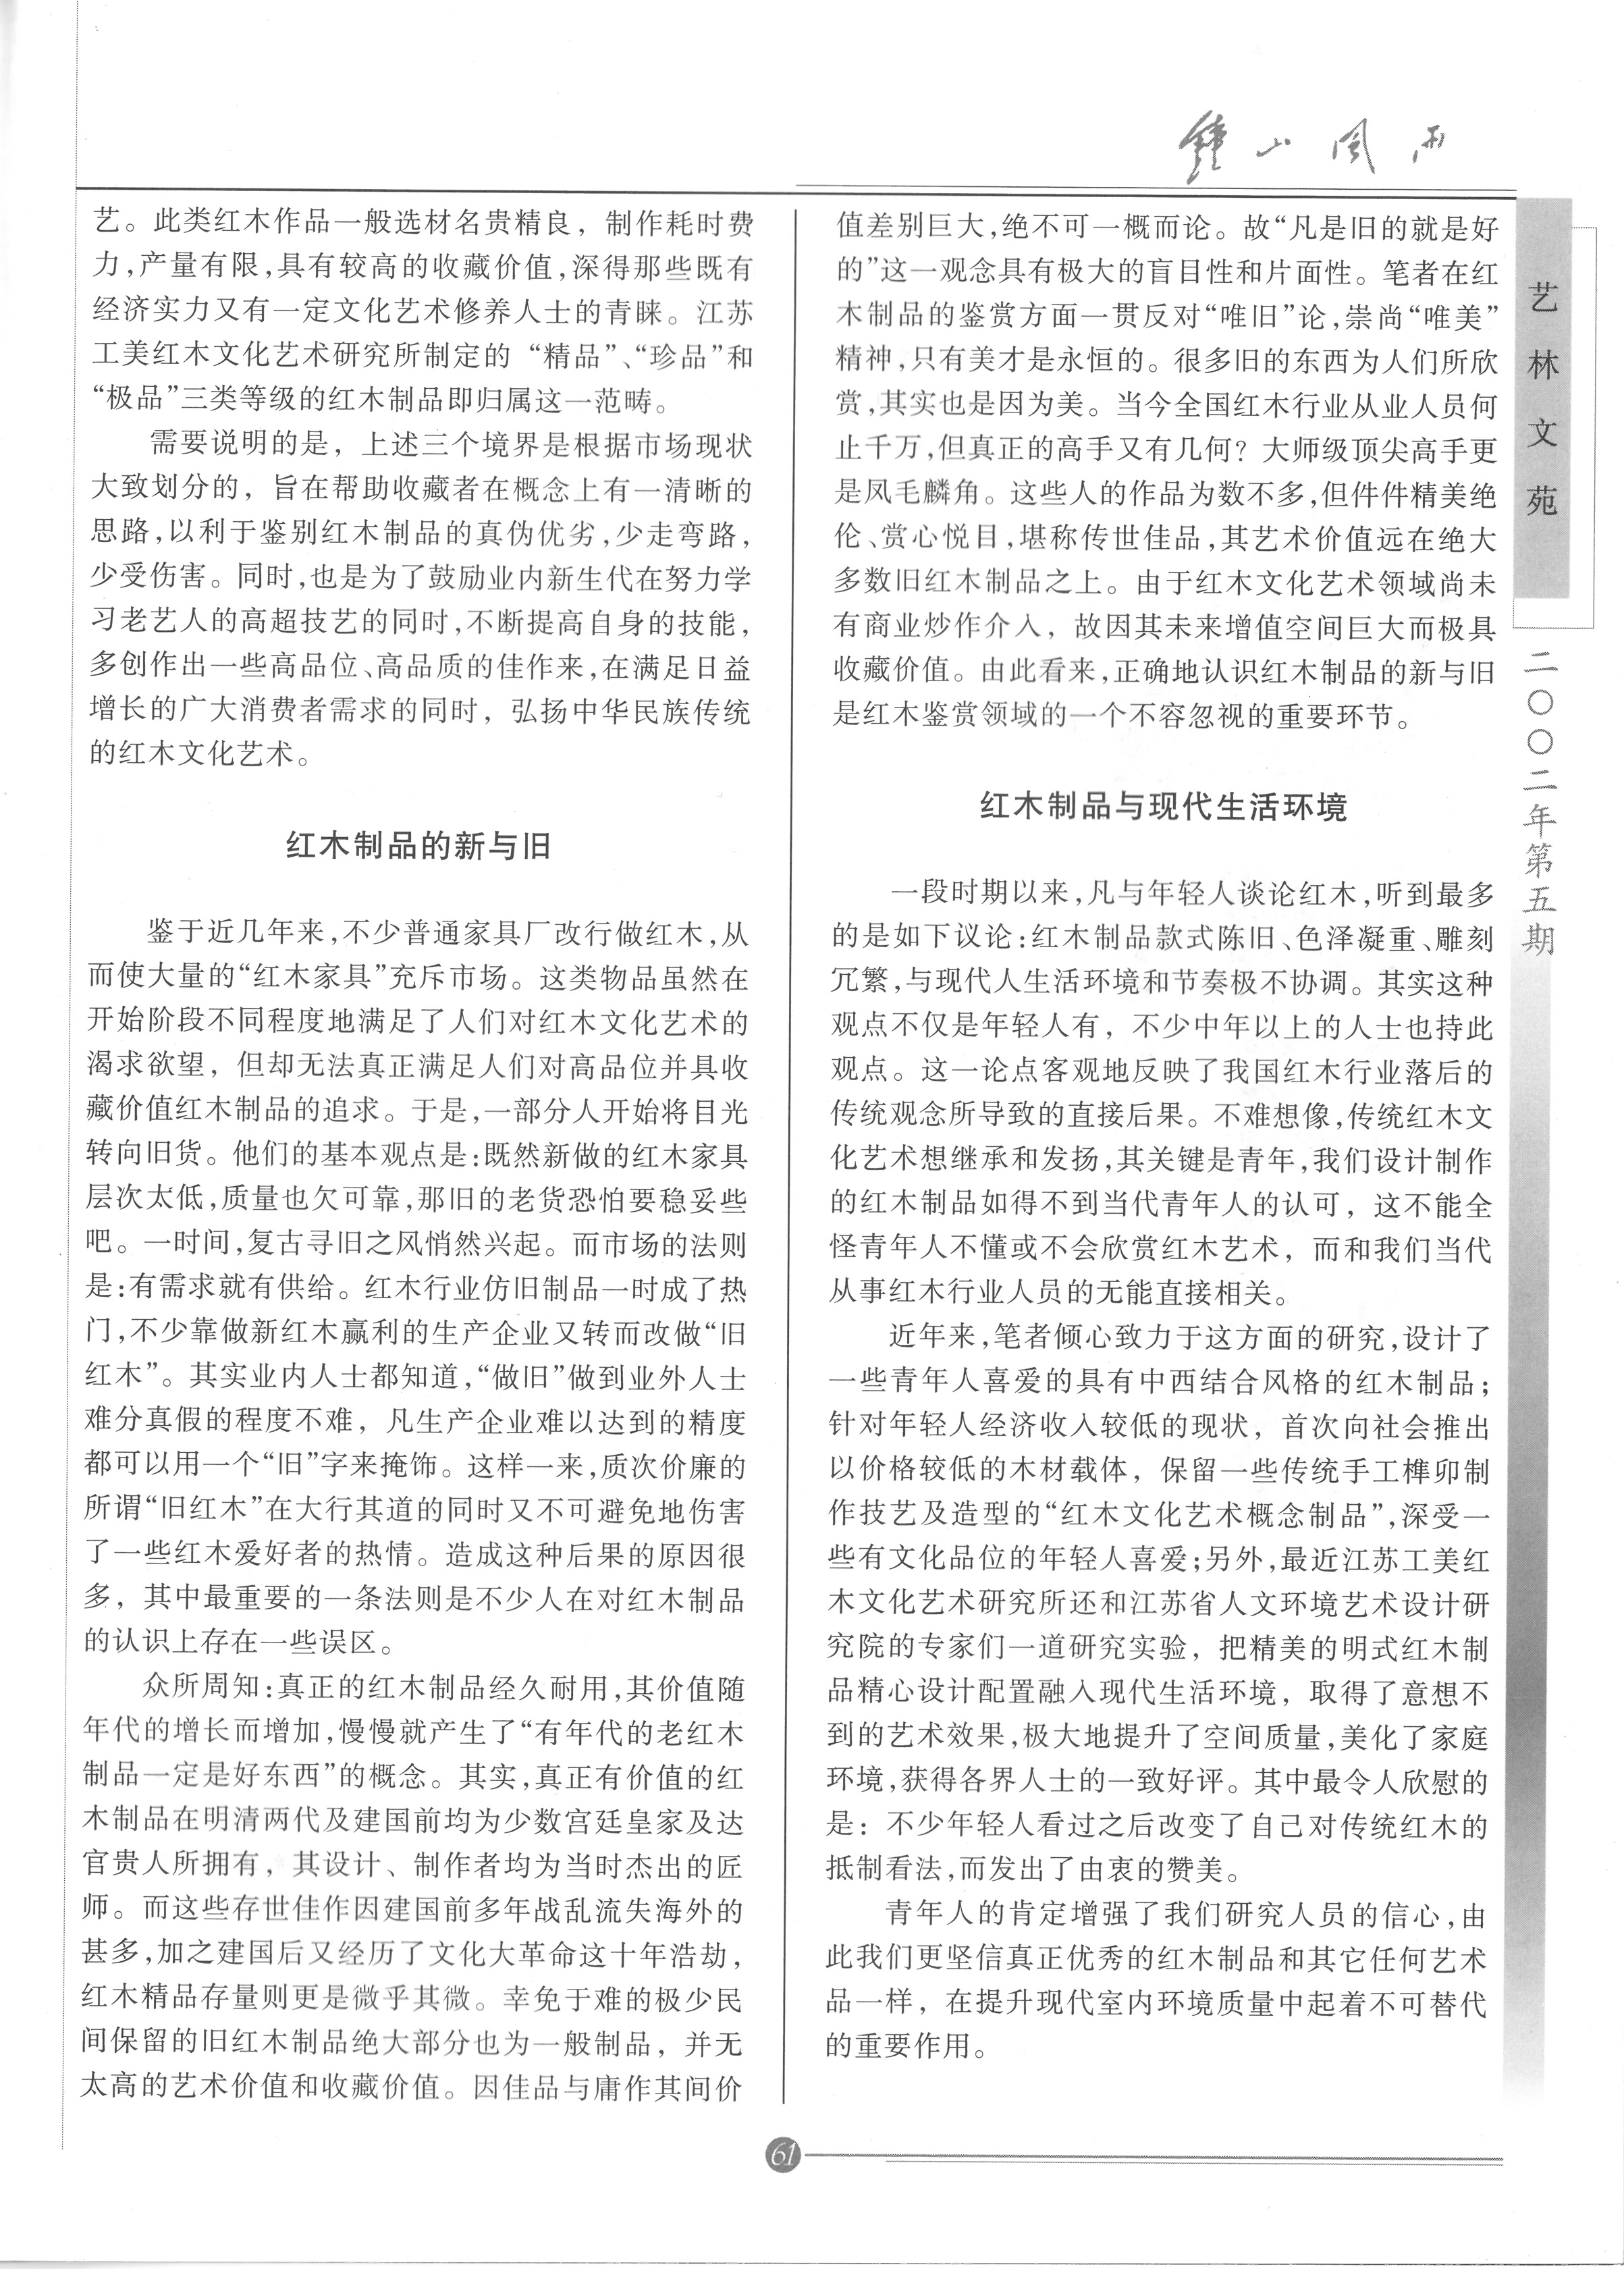 鍾山風雨
艺。此类红木作品一般选材名贵精良，制作耗时费
力，产量有限，具有较高的收藏价值，深得那些既有
经济实力又有一定文化艺术修养人士的青睐。江苏
工美红木文化艺术研究所制定的“精品”、“珍品”和
“极品”三类等级的红木制品即归属这一范畴。
需要说明的是，上述三个境界是根据市场现状
大致划分的，旨在帮助收藏者在概念上有一清晰的
思路，以利于鉴别红木制品的真伪优劣，少走弯路，
少受伤害。同时，也是为了鼓励业内新生代在努力学
习老艺人的高超技艺的同时，不断提高自身的技能，
多创作出一些高品位、高品质的佳作来，在满足日益
增长的广大消费者需求的同时，弘扬中华民族传统
的红木文化艺术。
红木制品的新与旧
鉴于近几年来，不少普通家具厂改行做红木，从
而使大量的“红木家具”充斥市场。这类物品虽然在
开始阶段不同程度地满足了人们对红木文化艺术的
渴求欲望，但却无法真正满足人们对高品位并具收
藏价值红木制品的追求。于是，一部分人开始将目光
转向旧货。他们的基本观点是：既然新做的红木家具
层次太低，质量也欠可靠，那旧的老货恐怕要稳妥些
吧。一时间，复古寻旧之风悄然兴起。而市场的法则
是：有需求就有供给。红木行业仿旧制品一时成了热
门，不少靠做新红木赢利的生产企业又转而改做“旧
红木”。其实业内人士都知道，“做旧”做到业外人士
难分真假的程度不难，凡生产企业难以达到的精度
都可以用一个“旧”字来掩饰。这样一来，质次价廉的
所谓“旧红木”在大行其道的同时又不可避免地伤害
了一些红木爱好者的热情。造成这种后果的原因很
多，其中最重要的一条法则是不少人在对红木制品
的认识上存在一些误区。
众所周知：真正的红木制品经久耐用，其价值随
年代的增长而增加，慢慢就产生了“有年代的老红木
制品一定是好东西”的概念。其实，真正有价值的红
木制品在明清两代及建国前均为少数宫廷皇家及达
官贵人所拥有，其设计、制作者均为当时杰出的匠
师。而这些存世佳作因建国前多年战乱流失海外的
甚多，加之建国后又经历了文化大革命这十年浩劫，
红木精品存量则更是微乎其微。幸免于难的极少民
间保留的旧红木制品绝大部分也为一般制品，并无
太高的艺术价值和收藏价值。因佳品与庸作其间价
值差别巨大，绝不可一概而论。故“凡是旧的就是好
的”这一观念具有极大的盲目性和片面性。笔者在红
木制品的鉴赏方面一贯反对“唯旧”论，崇尚“唯美”
精神，只有美才是永恒的。很多旧的东西为人们所欣
赏，其实也是因为美。当今全国红木行业从业人员何
止千万，但真正的高手又有几何？大师级顶尖高手更
是凤毛麟角。这些人的作品为数不多，但件件精美绝
伦、赏心悦目，堪称传世佳品，其艺术价值远在绝大
多数旧红木制品之上。由于红木文化艺术领域尚未
有商业炒作介入，故因其未来增值空间巨大而极具
收藏价值。由此看来，正确地认识红木制品的新与旧
是红木鉴赏领域的一个不容忽视的重要环节。
红木制品与现代生活环境
一段时期以来，凡与年轻人谈论红木，听到最多
的是如下议论：红木制品款式陈旧、色泽凝重、雕刻
冗繁，与现代人生活环境和节奏极不协调。其实这种
观点不仅是年轻人有，不少中年以上的人士也持此
观点。这一论点客观地反映了我国红木行业落后的
传统观念所导致的直接后果。不难想像，传统红木文
化艺术想继承和发扬，其关键是青年，我们设计制作
的红木制品如得不到当代青年人的认可，这不能全
怪青年人不懂或不会欣赏红木艺术，而和我们当代
从事红木行业人员的无能直接相关。
近年来，笔者倾心致力于这方面的研究，设计了
一些青年人喜爱的具有中西结合风格的红木制品；
针对年轻人经济收入较低的现状，首次向社会推出
以价格较低的木材载体，保留一些传统手工榫卯制
作技艺及造型的“红木文化艺术概念制品”，深受一
些有文化品位的年轻人喜爱；另外，最近江苏工美红
木文化艺术研究所还和江苏省人文环境艺术设计研
究院的专家们一道研究实验，把精美的明式红木制
品精心设计配置融入现代生活环境，取得了意想不
到的艺术效果，极大地提升了空间质量，美化了家庭
环境，获得各界人士的一致好评。其中最令人欣慰的
是：不少年轻人看过之后改变了自己对传统红木的
抵制看法，而发出了由衷的赞美。
青年人的肯定增强了我们研究人员的信心，由
此我们更坚信真正优秀的红木制品和其它任何艺术
品一样，在提升现代室内环境质量中起着不可替代
的重要作用。
艺林文苑
二〇〇二年第五期
61